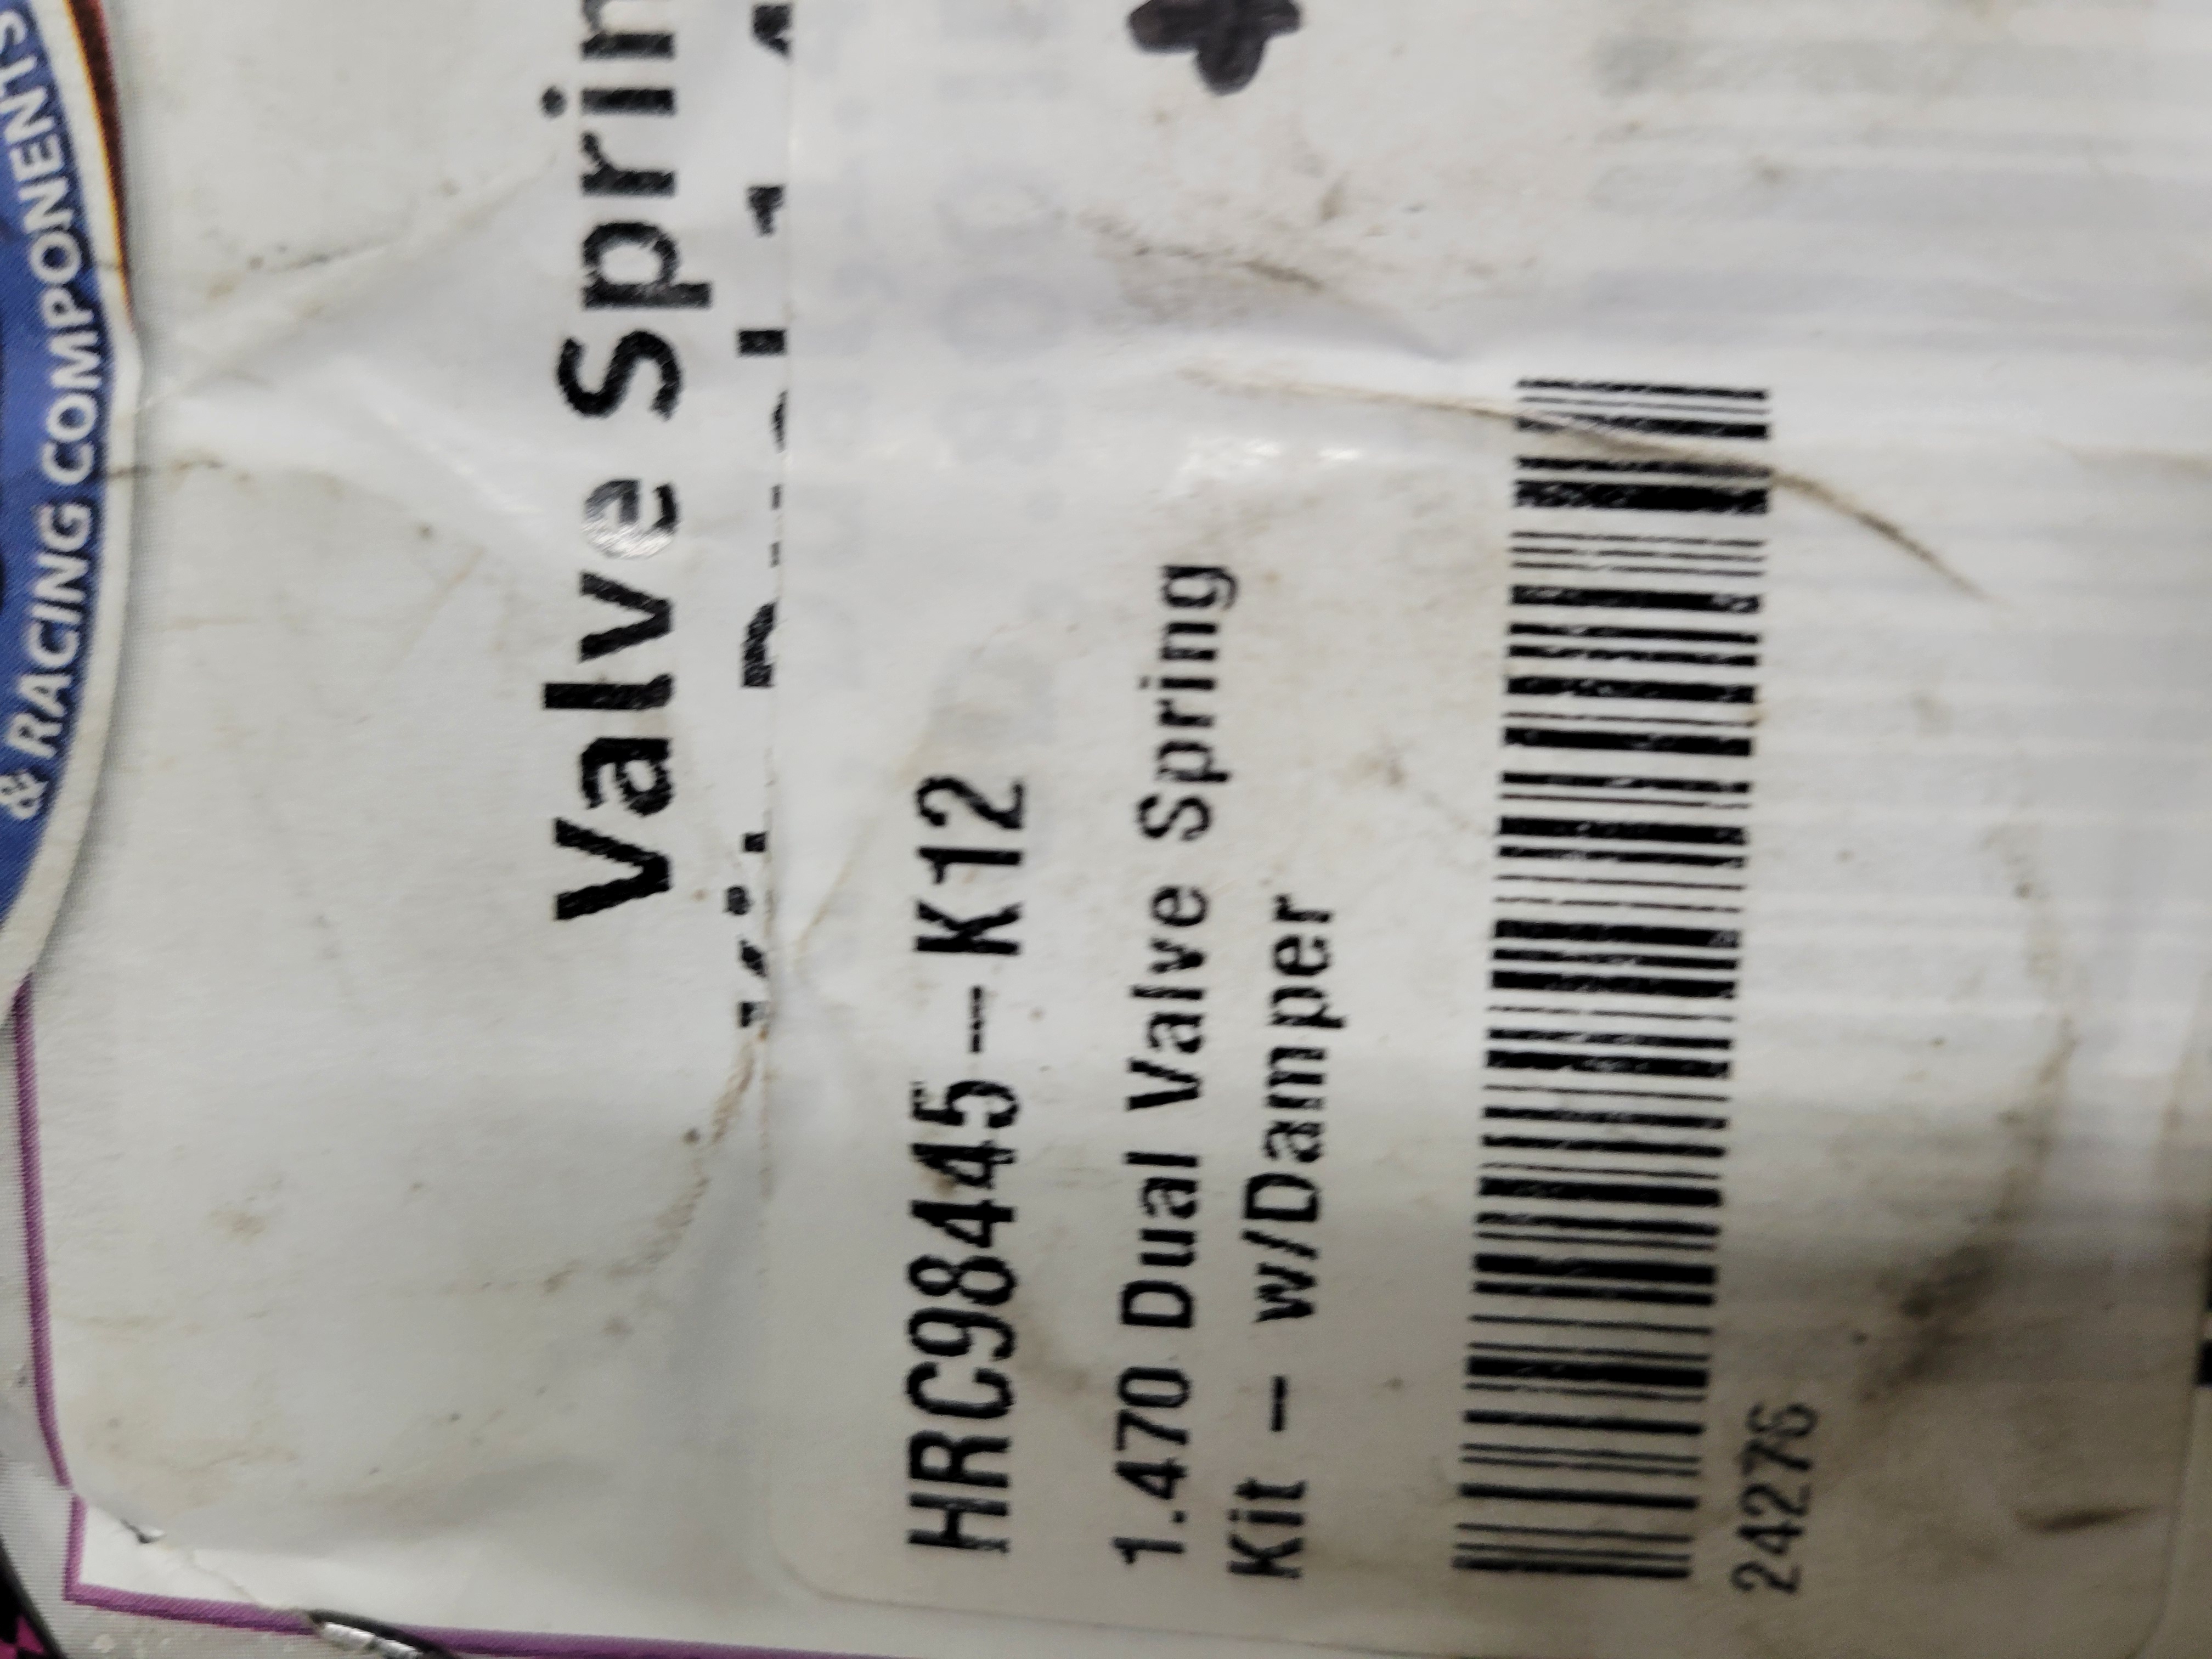 & RACING COMPONENTS
Valve Sprin
HRC98445-K12
1.470 Dual Valve Spring
Kit - w/Damper
24276